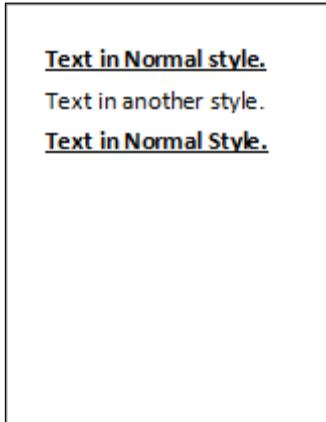 Text in Normal style.
Text in another style.
Text in Normal Style.